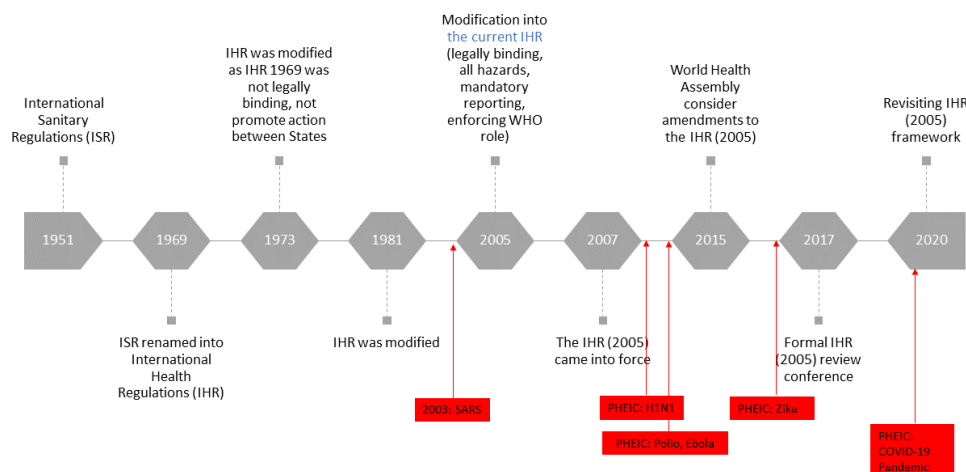 International
Sanitary
Regulations (ISR)
IHR was modified
as IHR 1969 was
not legally
binding, not
promote action
between States
Modification into
the current IHR
(legally binding,
all hazards,
mandatory
reporting,
enforcing WHO
role)
World Health
Assembly
consider
amendments to
the IHR (2005)
Revisiting IHR
(2005)
framework
1951
1969
1973
1981
2005
2007
2015
2017
2020
ISR renamed into
International
Health
Regulations (IHR)
IHR was modified
The IHR (2005)
came into force
Formal IHR
(2005) review
conference
2003: SARS
PHEIC: H1N1
PHEIC: Polio, Ebola
PHEIC: Zika
PHEIC:
COVID-19
Pandemic